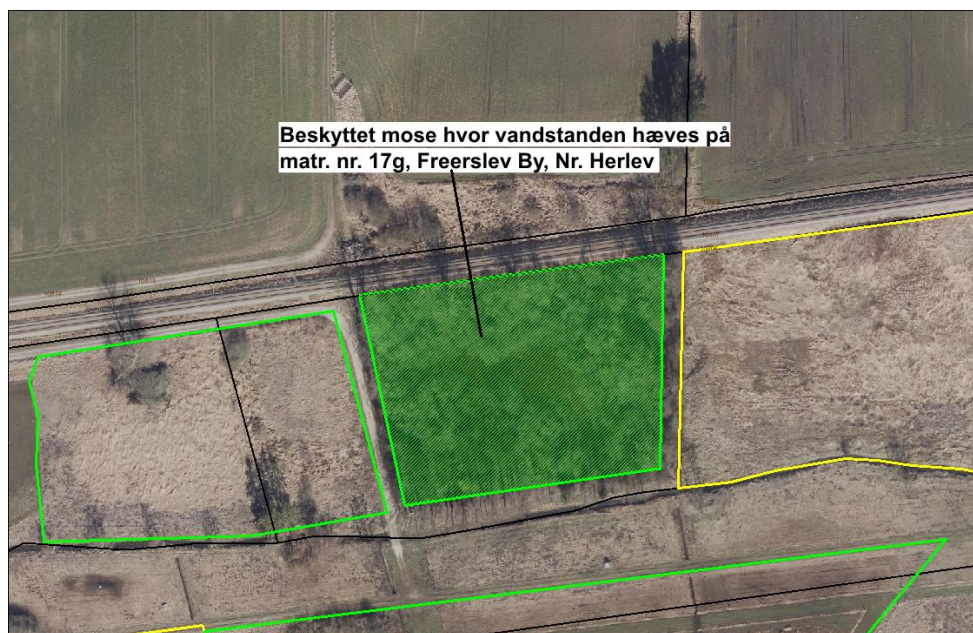 Beskyttet mose hvor vandstanden hæves på
matr. nr. 17g, Freerslev By, Nr. Herlev